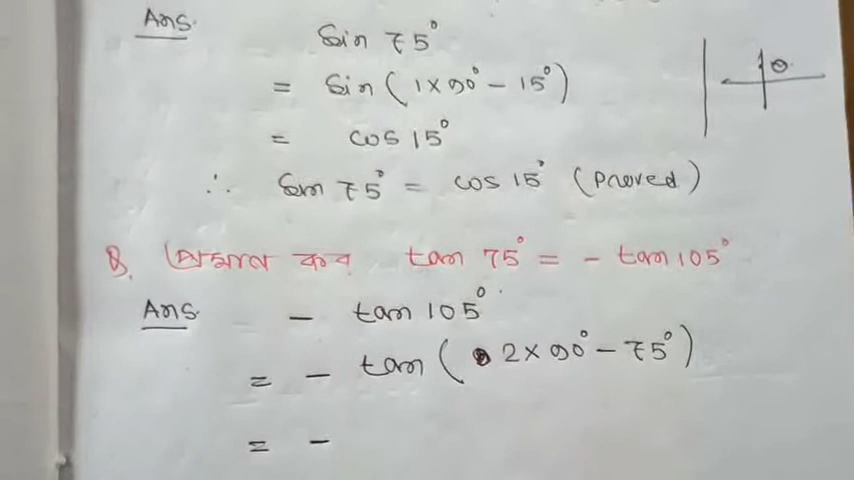 Ans.
Sin 75°
= Sin (1×90° - 15°)
= cos 15°
∴ Sin 75° = cos 15° (Proved)
Q. প্রমাণ কর tan 75° = - tan 105°
Ans. - tan 105°
= - tan (2×90° - 75°)
= -